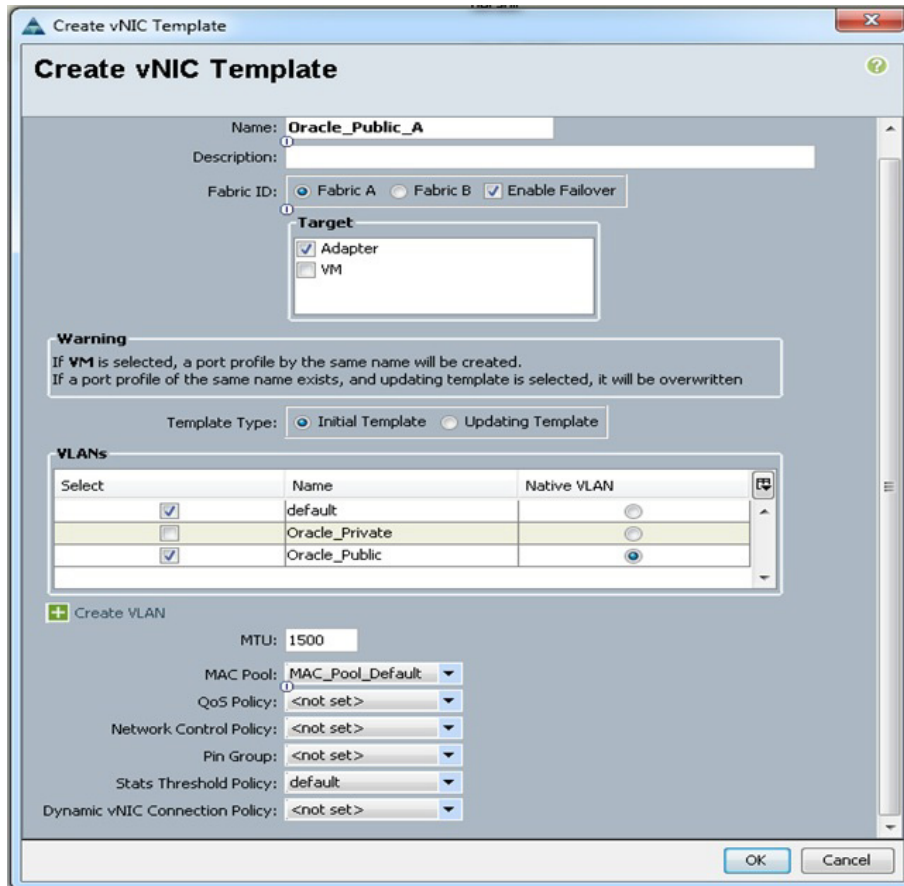 Create vNIC Template
Create vNIC Template
Name: Oracle_Public_A
Description:
Fabric ID: Fabric A Fabric B Enable Failover
Target
Adapter
VM
Warning
If VM is selected, a port profile by the same name will be created.
If a port profile of the same name exists, and updating template is selected, it will be overwritten
Template Type: Initial Template Updating Template
VLANs
Select Name Native VLAN
default
Oracle_Private
Oracle_Public
Create VLAN
MTU: 1500
MAC Pool: MAC_Pool_Default
QoS Policy: <not set>
Network Control Policy: <not set>
Pin Group: <not set>
Stats Threshold Policy: default
Dynamic vNIC Connection Policy: <not set>
OK Cancel